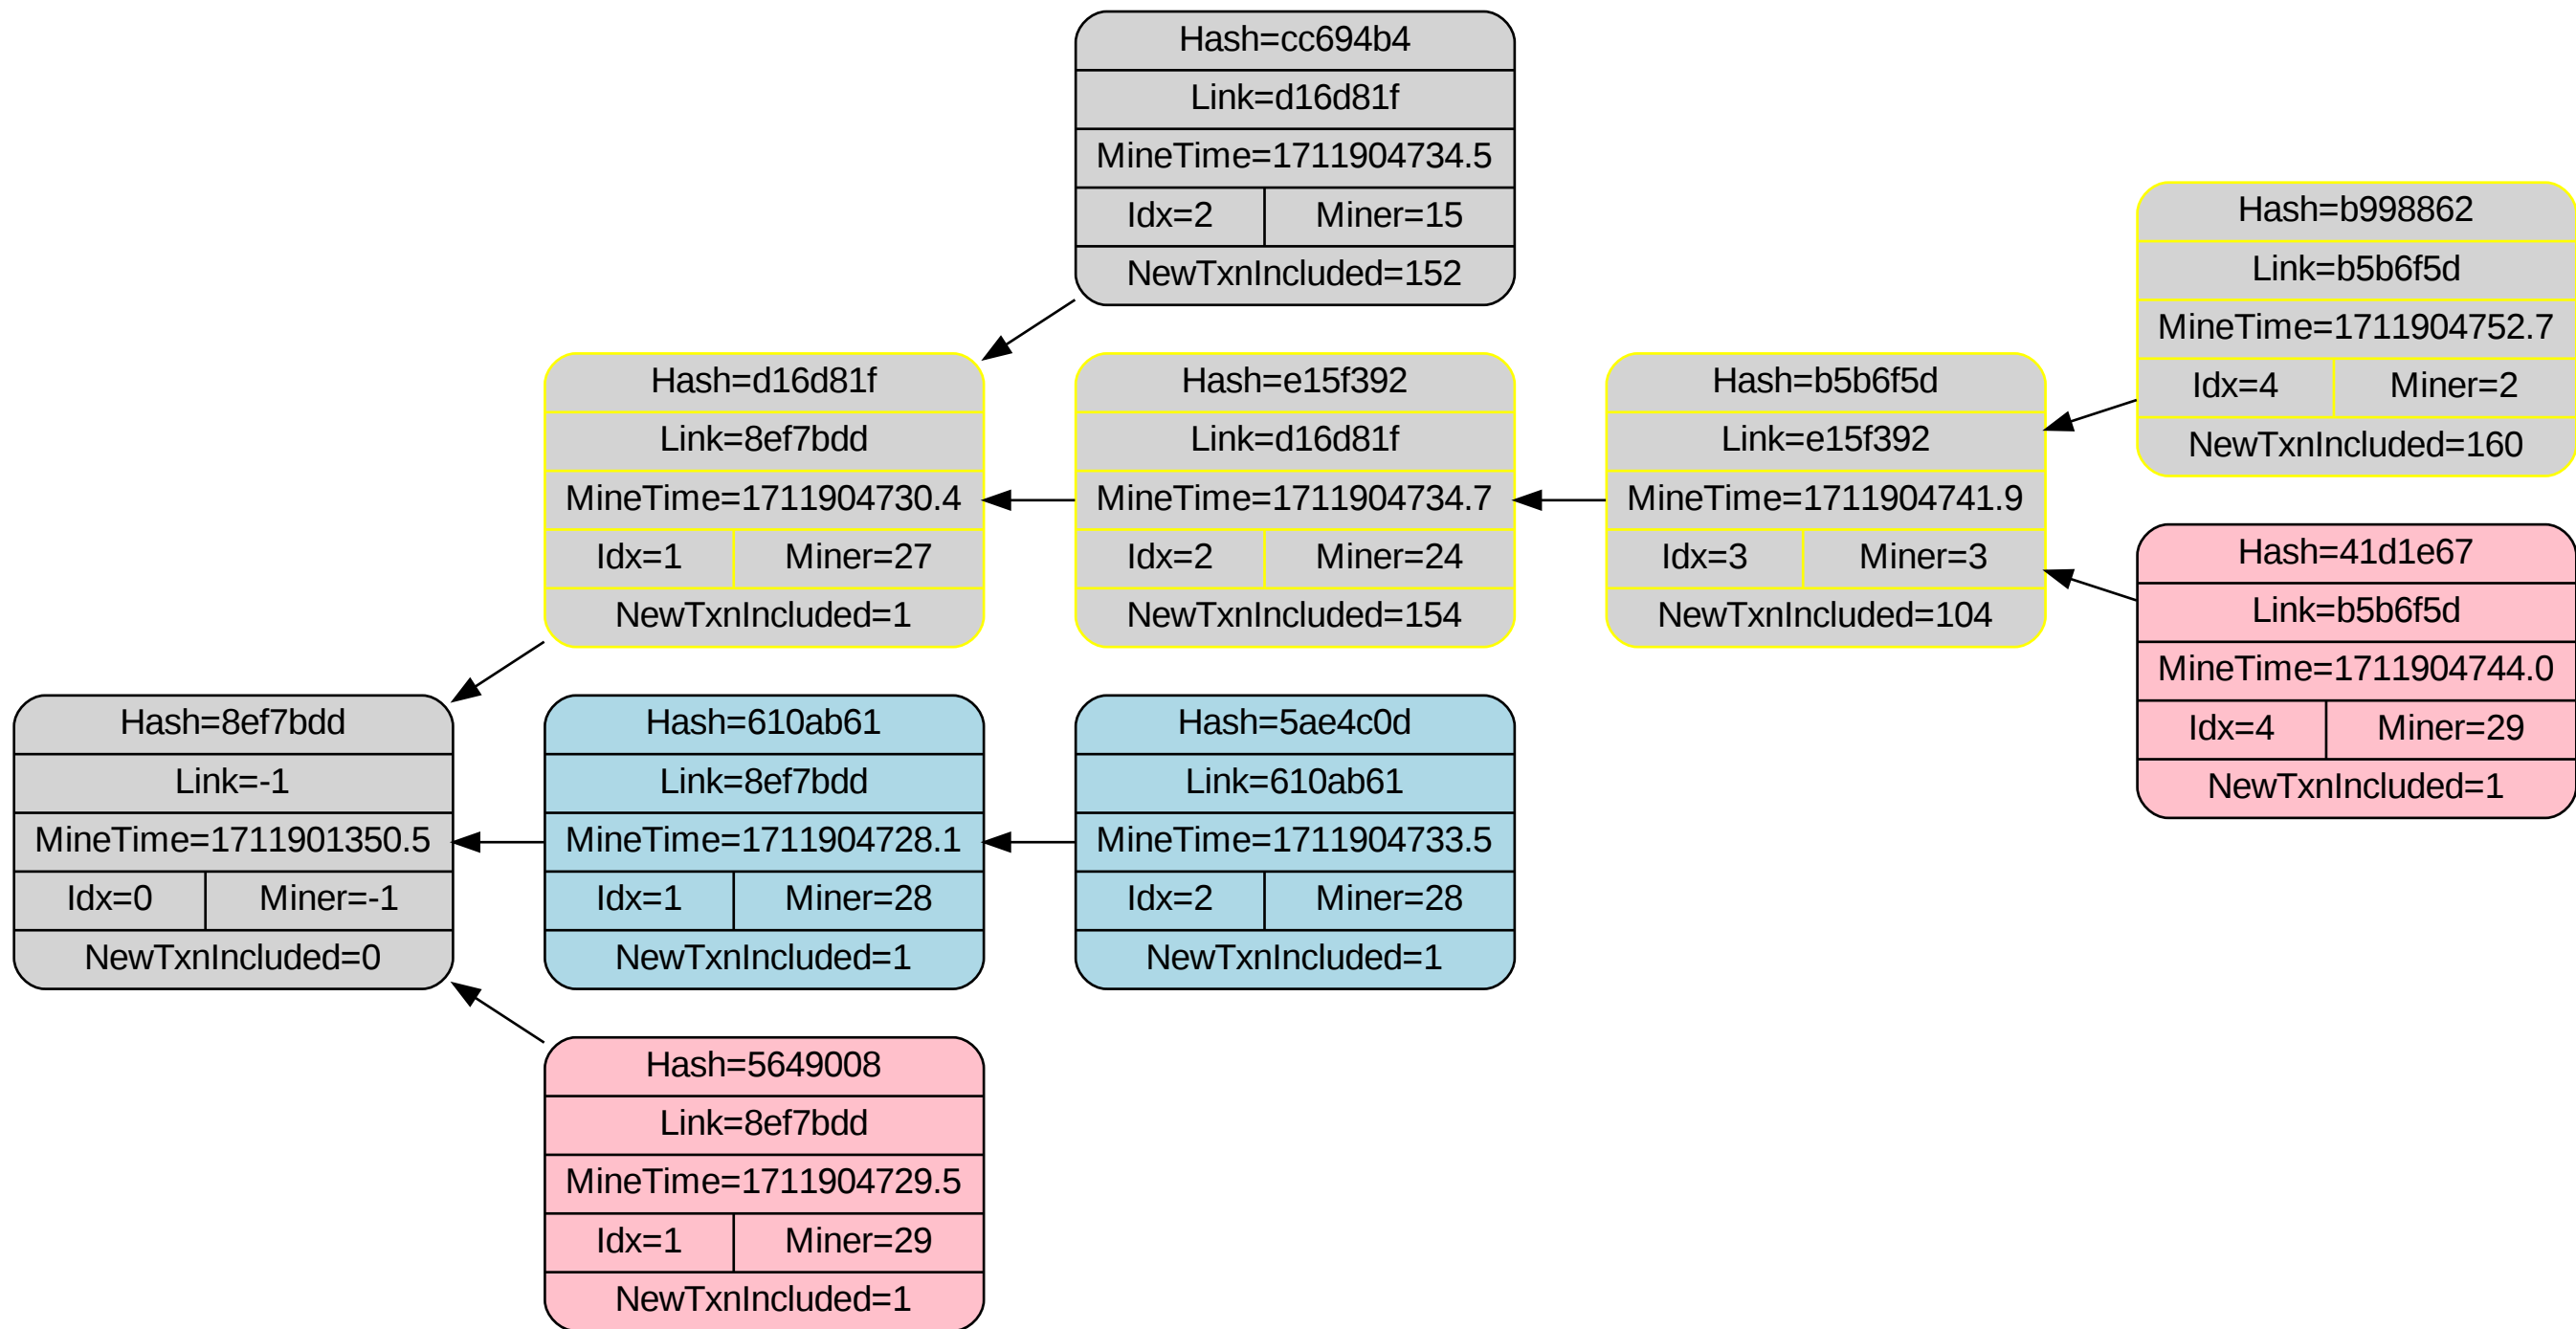 Hash=cc694b4
Link=d16d81f
MineTime=1711904734.5
Idx=2 Miner=15
NewTxnIncluded=152
Hash=b998862
Link=b5b6f5d
MineTime=1711904752.7
Idx=4 Miner=2
NewTxnIncluded=160
Hash=d16d81f
Link=8ef7bdd
MineTime=1711904730.4
Idx=1 Miner=27
NewTxnIncluded=1
Hash=e15f392
Link=d16d81f
MineTime=1711904734.7
Idx=2 Miner=24
NewTxnIncluded=154
Hash=b5b6f5d
Link=e15f392
MineTime=1711904741.9
Idx=3 Miner=3
NewTxnIncluded=104
Hash=41d1e67
Link=b5b6f5d
MineTime=1711904744.0
Idx=4 Miner=29
NewTxnIncluded=1
Hash=8ef7bdd
Link=-1
MineTime=1711901350.5
Idx=0 Miner=-1
NewTxnIncluded=0
Hash=610ab61
Link=8ef7bdd
MineTime=1711904728.1
Idx=1 Miner=28
NewTxnIncluded=1
Hash=5ae4c0d
Link=610ab61
MineTime=1711904733.5
Idx=2 Miner=28
NewTxnIncluded=1
Hash=5649008
Link=8ef7bdd
MineTime=1711904729.5
Idx=1 Miner=29
NewTxnIncluded=1